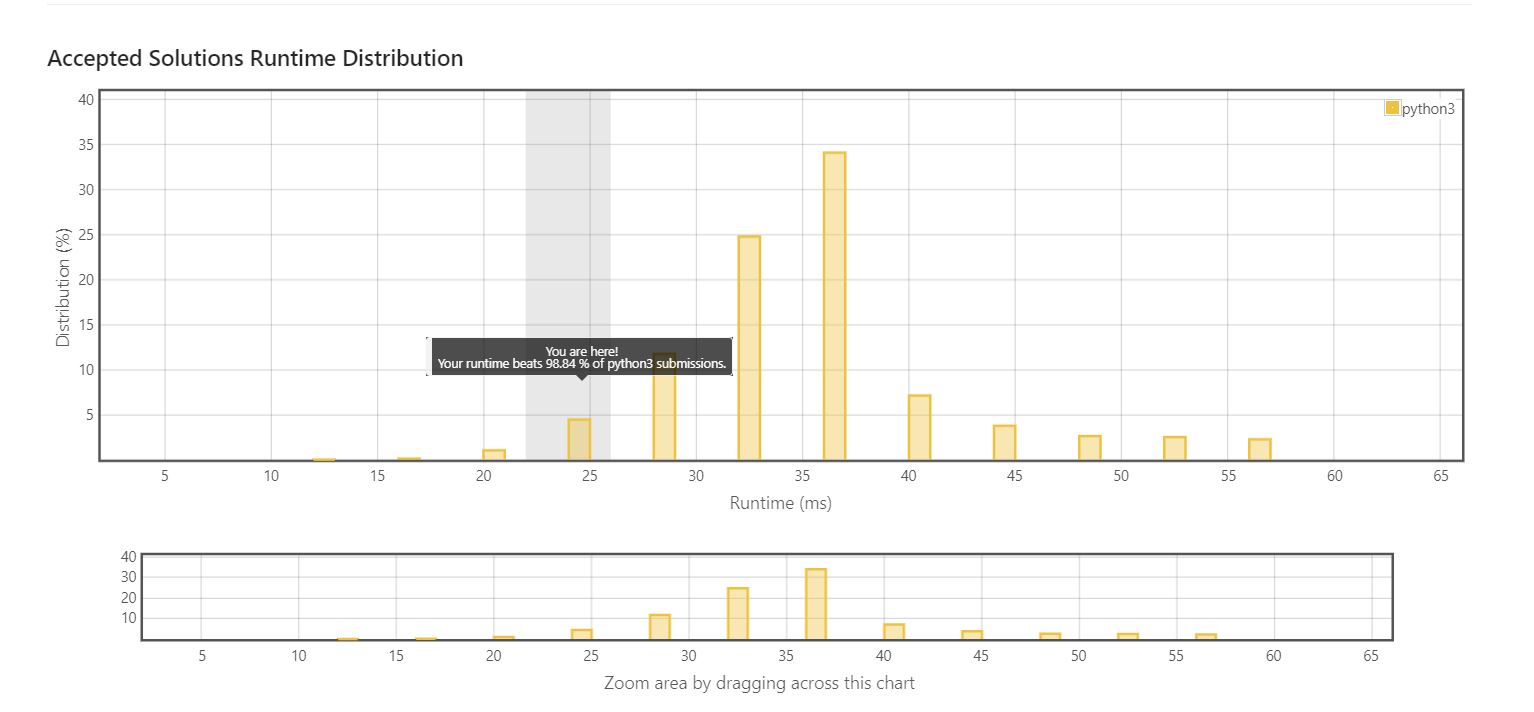 Accepted Solutions Runtime Distribution
40
35
30
25
20
15
10
5
Distribution (%)
python3
You are here!
Your runtime beats 98.84 % of python3 submissions.
5 10 15 20 25 30 35 40 45 50 55 60 65
Runtime (ms)
40
30
20
10
5 10 15 20 25 30 35 40 45 50 55 60 65
Zoom area by dragging across this chart